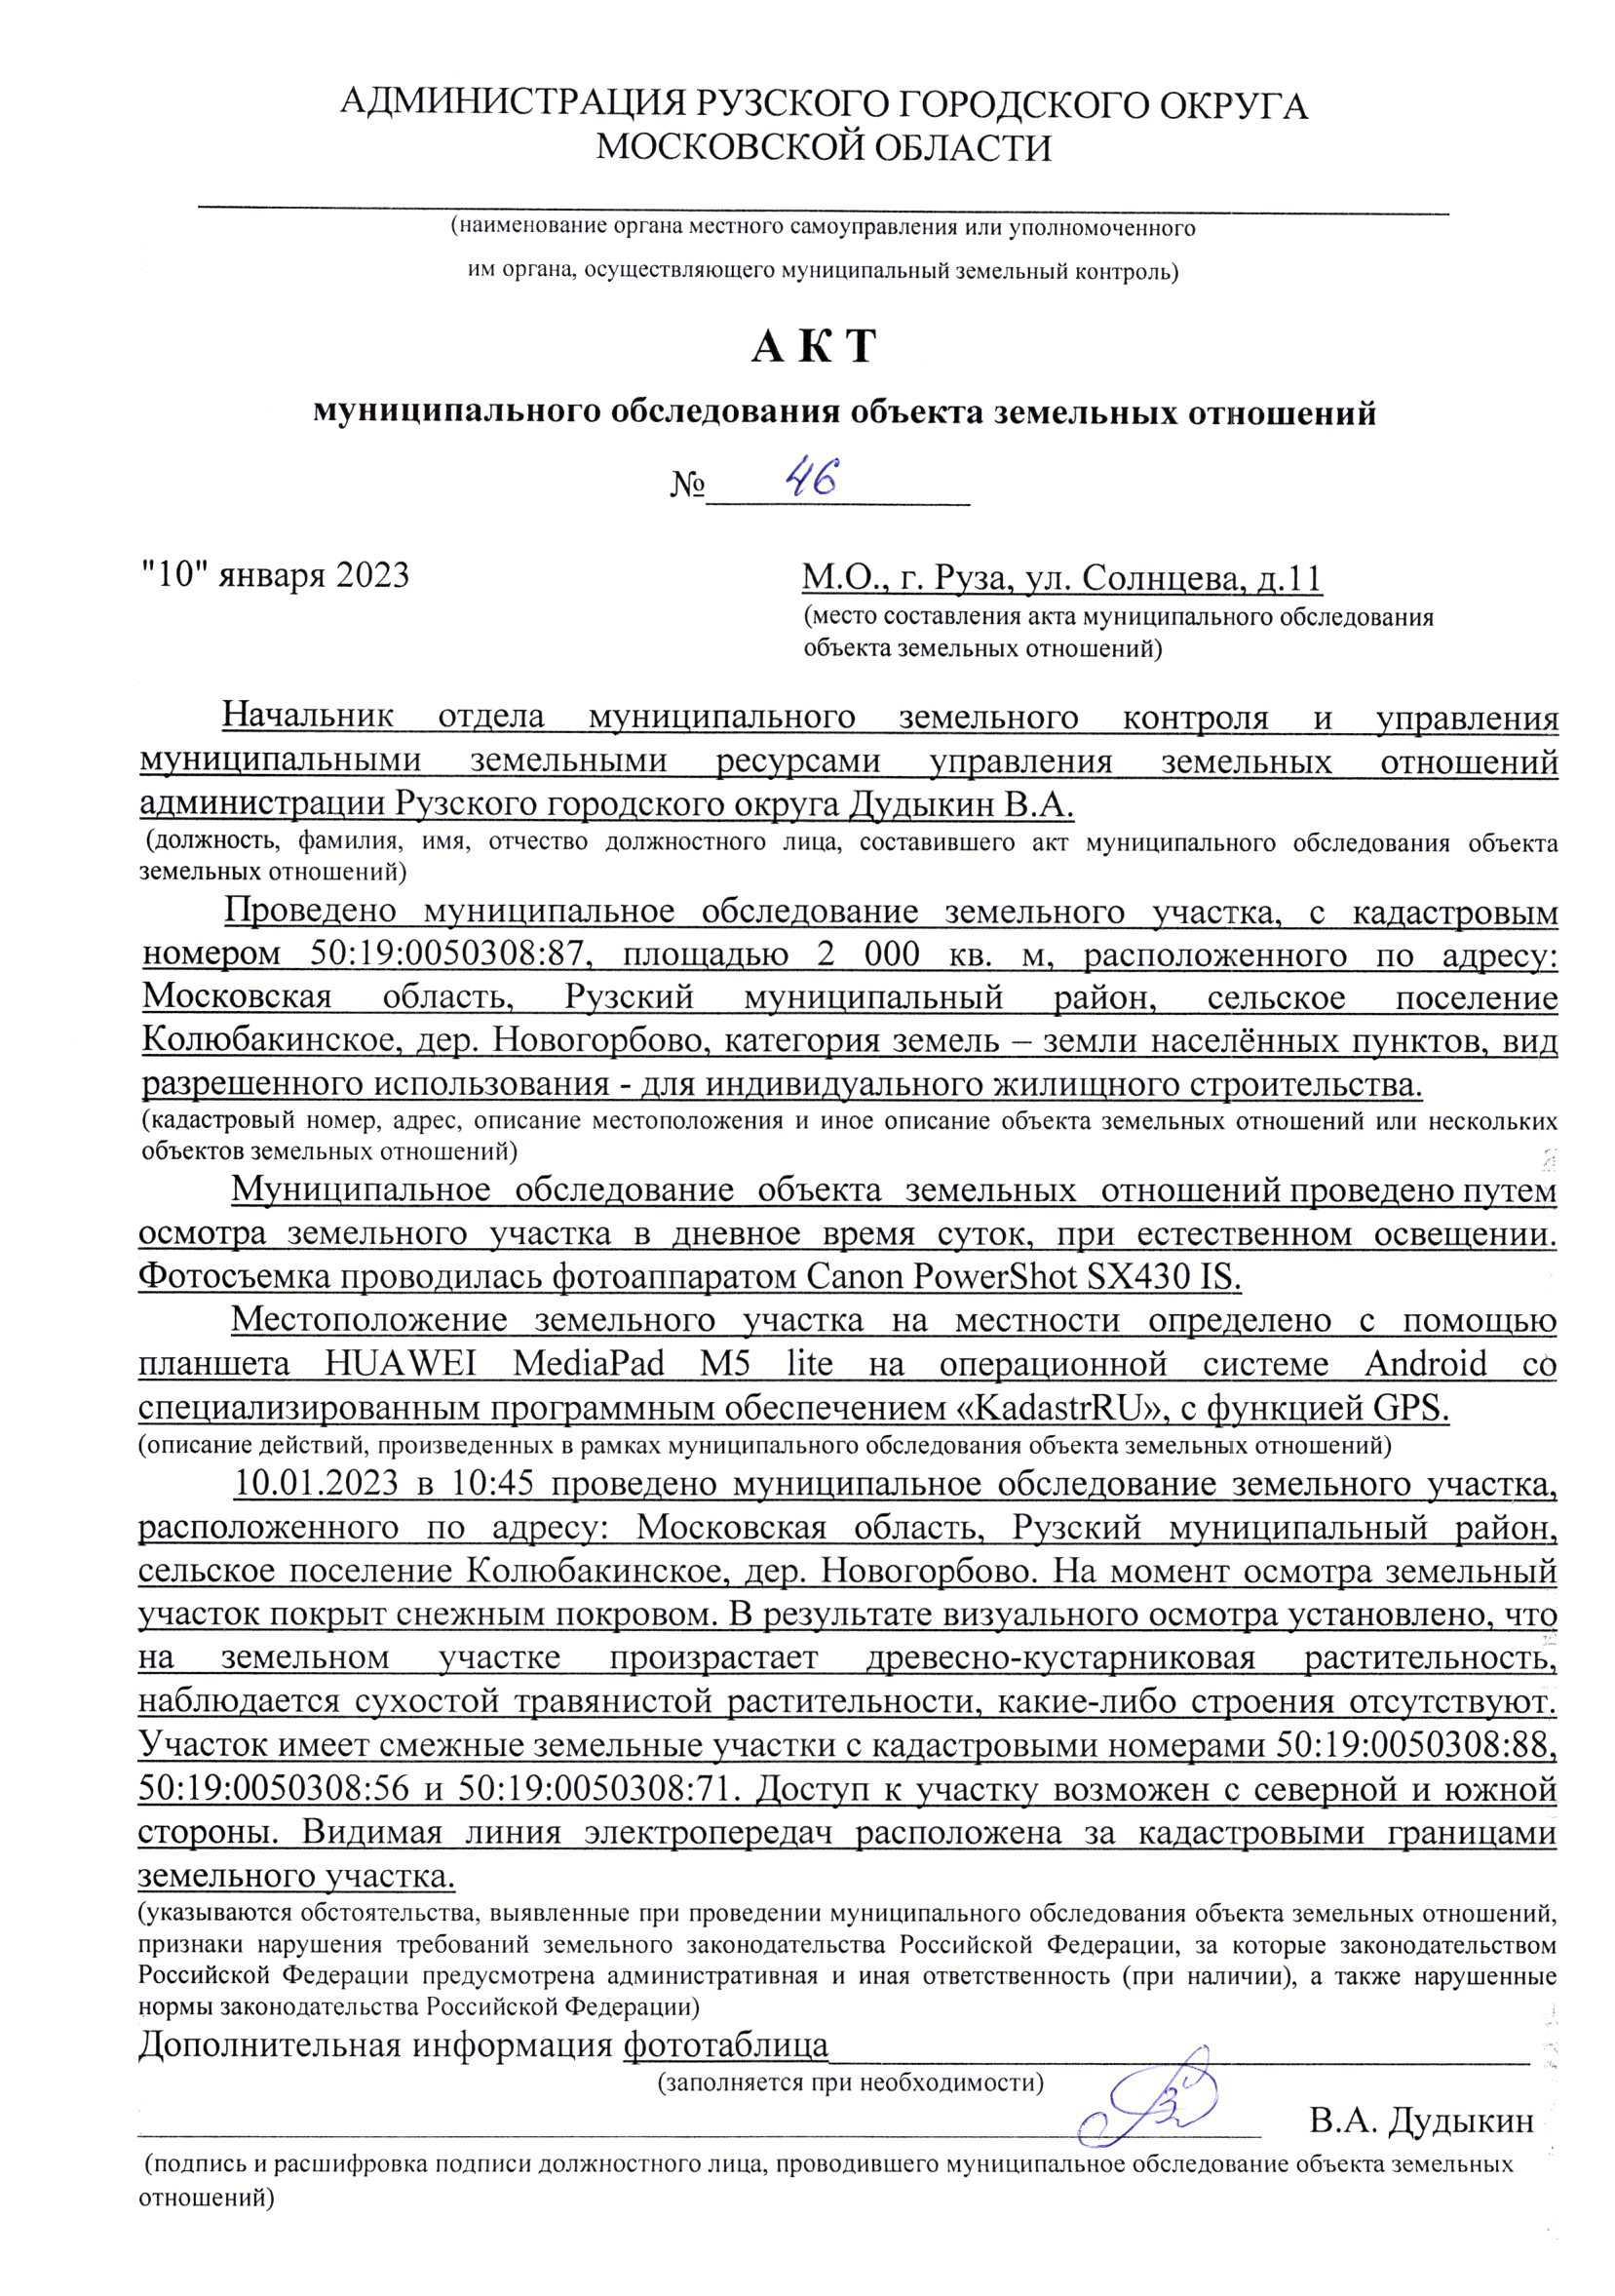 АДМИНИСТРАЦИЯ РУЗСКОГО ГОРОДСКОГО ОКРУГА
МОСКОВСКОЙ ОБЛАСТИ
(наименование органа местного самоуправления или уполномоченного
им органа, осуществляющего муниципальный земельный контроль)
А К Т
муниципального обследования объекта земельных отношений
№ 46
"10" января 2023
М.О., г. Руза, ул. Солнцева, д.11
(место составления акта муниципального обследования
объекта земельных отношений)
Начальник отдела муниципального земельного контроля и управления
муниципальными земельными ресурсами управления земельных отношений
администрации Рузского городского округа Дудыкин В.А.
(должность, фамилия, имя, отчество должностного лица, составившего акт муниципального обследования объекта
земельных отношений)
Проведено муниципальное обследование земельного участка, с кадастровым
номером 50:19:0050308:87, площадью 2 000 кв. м, расположенного по адресу:
Московская область, Рузский муниципальный район, сельское поселение
Колюбакинское, дер. Новогорбово, категория земель – земли населённых пунктов, вид
разрешенного использования - для индивидуального жилищного строительства.
(кадастровый номер, адрес, описание местоположения и иное описание объекта земельных отношений или нескольких
объектов земельных отношений)
Муниципальное обследование объекта земельных отношений проведено путем
осмотра земельного участка в дневное время суток, при естественном освещении.
Фотосъемка проводилась фотоаппаратом Canon PowerShot SX430 IS.
Местоположение земельного участка на местности определено с помощью
планшета HUAWEI MediaPad M5 lite на операционной системе Android со
специализированным программным обеспечением «KadastrRU», с функцией GPS.
(описание действий, произведенных в рамках муниципального обследования объекта земельных отношений)
10.01.2023 в 10:45 проведено муниципальное обследование земельного участка,
расположенного по адресу: Московская область, Рузский муниципальный район,
сельское поселение Колюбакинское, дер. Новогорбово. На момент осмотра земельный
участок покрыт снежным покровом. В результате визуального осмотра установлено, что
на земельном участке произрастает древесно-кустарниковая растительность,
наблюдается сухостой травянистой растительности, какие-либо строения отсутствуют.
Участок имеет смежные земельные участки с кадастровыми номерами 50:19:0050308:88,
50:19:0050308:56 и 50:19:0050308:71. Доступ к участку возможен с северной и южной
стороны. Видимая линия электропередач расположена за кадастровыми границами
земельного участка.
(указываются обстоятельства, выявленные при проведении муниципального обследования объекта земельных отношений,
признаки нарушения требований земельного законодательства Российской Федерации, за которые законодательством
Российской Федерации предусмотрена административная и иная ответственность (при наличии), а также нарушенные
нормы законодательства Российской Федерации)
Дополнительная информация фототаблица
(заполняется при необходимости)
В.А. Дудыкин
(подпись и расшифровка подписи должностного лица, проводившего муниципальное обследование объекта земельных
отношений)